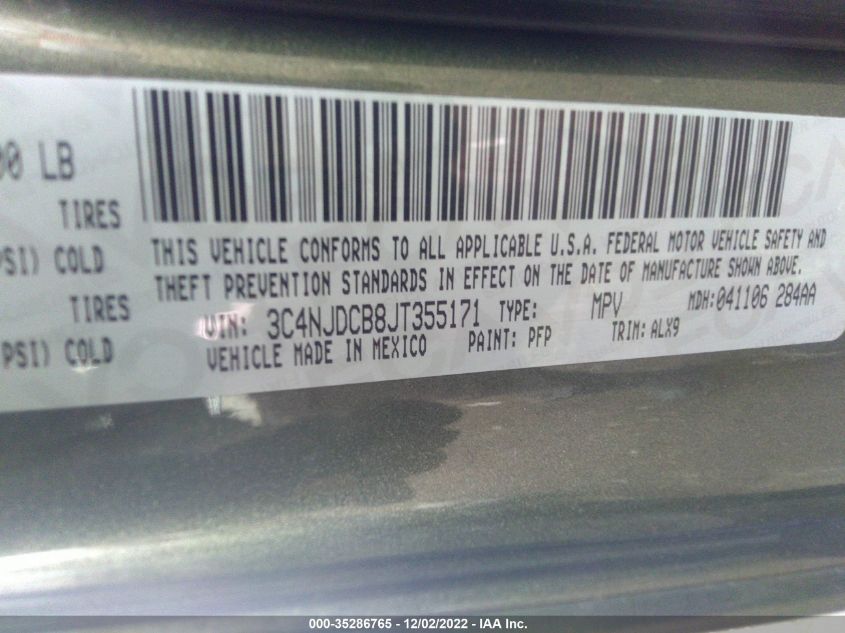 00 LB
TIRES
PSI) COLD
TIRES
PSI) COLD
THIS VEHICLE CONFORMS TO ALL APPLICABLE U.S.A. FEDERAL MOTOR VEHICLE SAFETY AND
THEFT PREVENTION STANDARDS IN EFFECT ON THE DATE OF MANUFACTURE SHOWN ABOVE.
VIN: 3C4NJDCB8JT355171 TYPE: MPV MDH: 041106 284AA
VEHICLE MADE IN MEXICO PAINT: PFP TRIM: ALX9
000-35286765 - 12/02/2022 - IAA Inc.